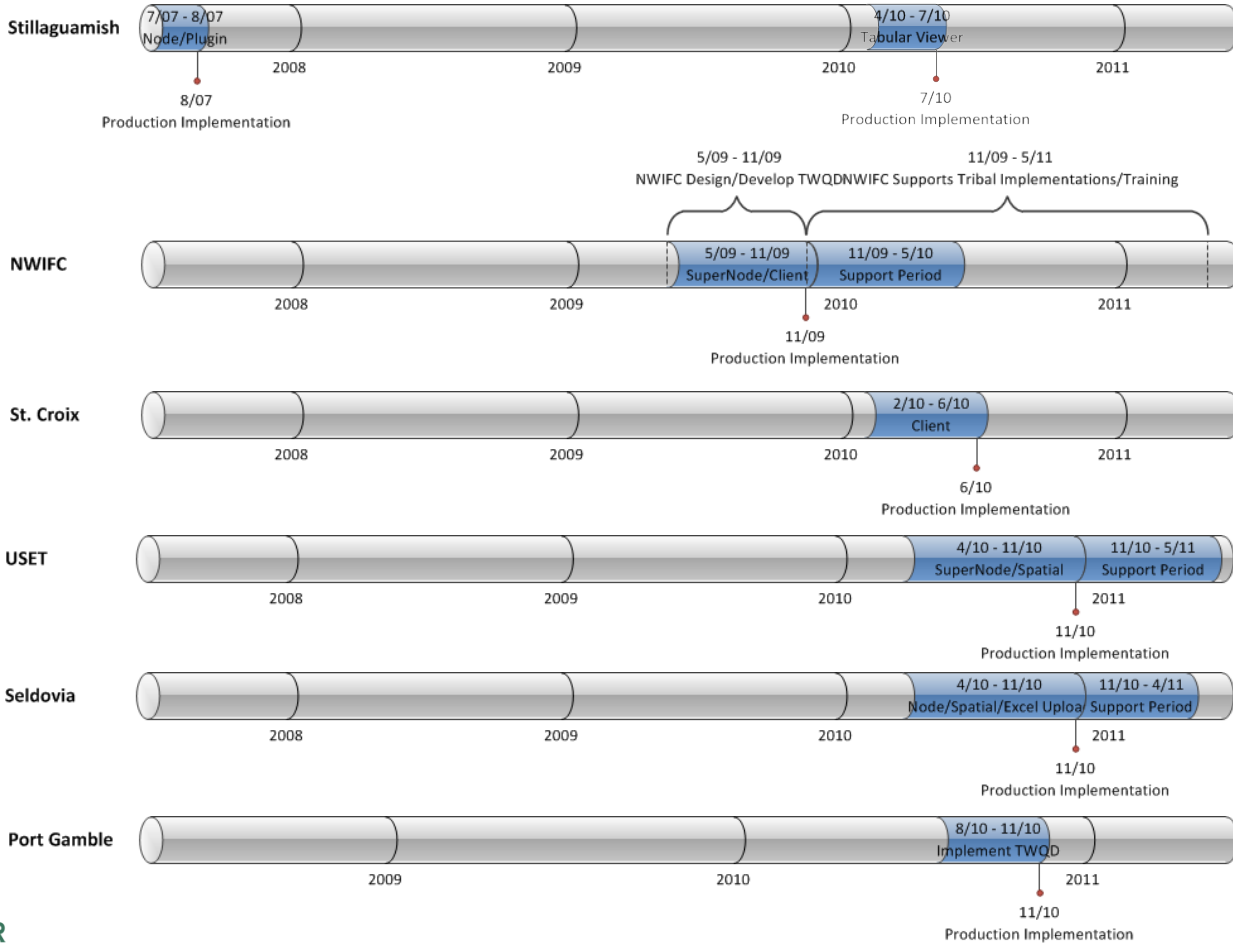 Stillaguamish
7/07 - 8/07
Node/Plugin
4/10 - 7/10
Tabular Viewer
2008
2009
2010
2011
8/07
Production Implementation
7/10
Production Implementation
5/09 - 11/09
NWIFC Design/Develop TWQD
11/09 - 5/11
NWIFC Supports Tribal Implementations/Training
NWIFC
5/09 - 11/09
SuperNode/Client
11/09 - 5/10
Support Period
2008
2009
2010
2011
11/09
Production Implementation
St. Croix
2/10 - 6/10
Client
2008
2009
2010
2011
6/10
Production Implementation
USET
4/10 - 11/10
SuperNode/Spatial
11/10 - 5/11
Support Period
2008
2009
2010
2011
11/10
Production Implementation
Seldovia
4/10 - 11/10
Node/Spatial/Excel Uploa
11/10 - 4/11
Support Period
2008
2009
2010
2011
11/10
Production Implementation
Port Gamble
8/10 - 11/10
Implement TWQD
2009
2010
2011
11/10
Production Implementation
R